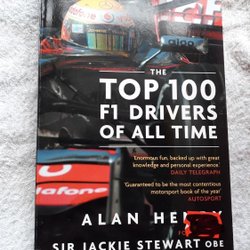 vodafone
aigo
THE
TOP 100
F1 DRIVERS
OF ALL TIME
'Enormous fun, backed up with great
knowledge and personal experience.'
DAILY TELEGRAPH
'Guaranteed to be the most contentious
motorsport book of the year'
AUTOSPORT
vodafone
ALAN
SIR JACKIE STEWART OBE